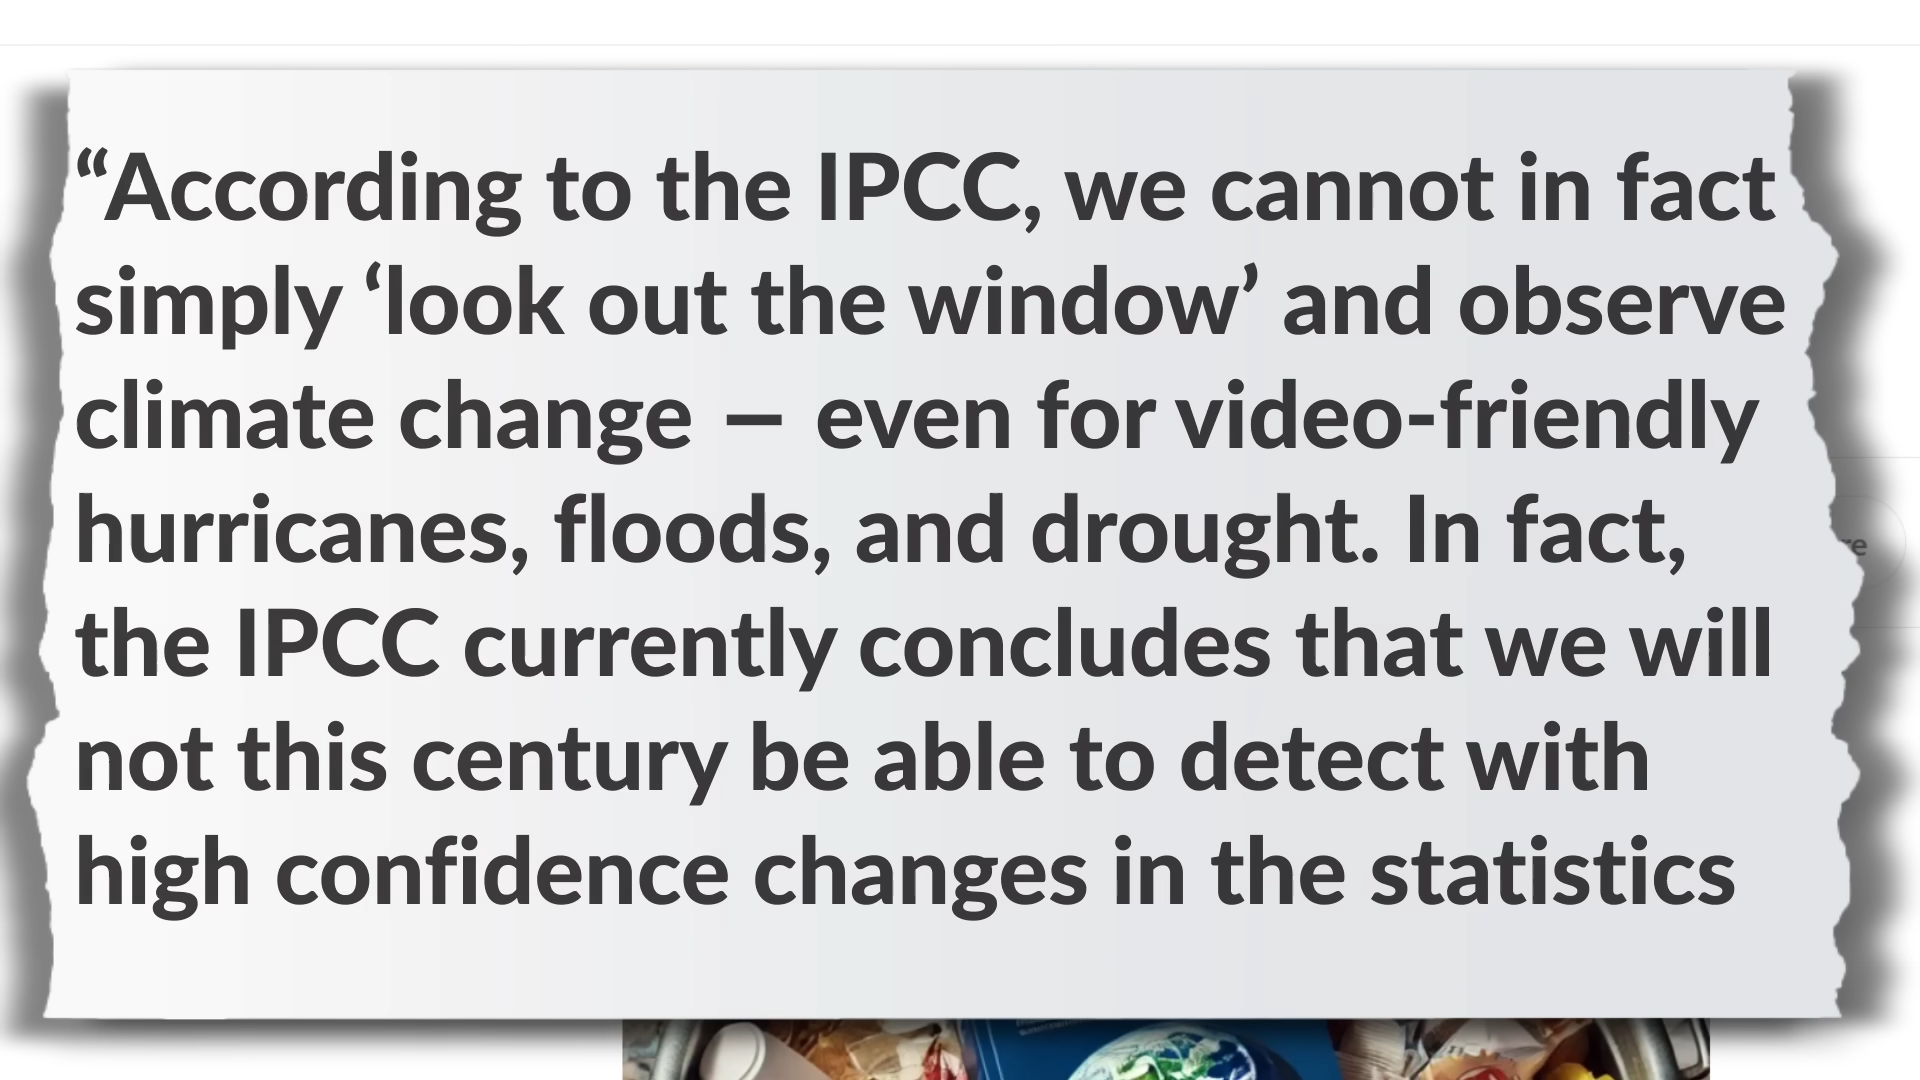 “According to the IPCC, we cannot in fact
simply ‘look out the window’ and observe
climate change — even for video-friendly
hurricanes, floods, and drought. In fact,
the IPCC currently concludes that we will
not this century be able to detect with
high confidence changes in the statistics